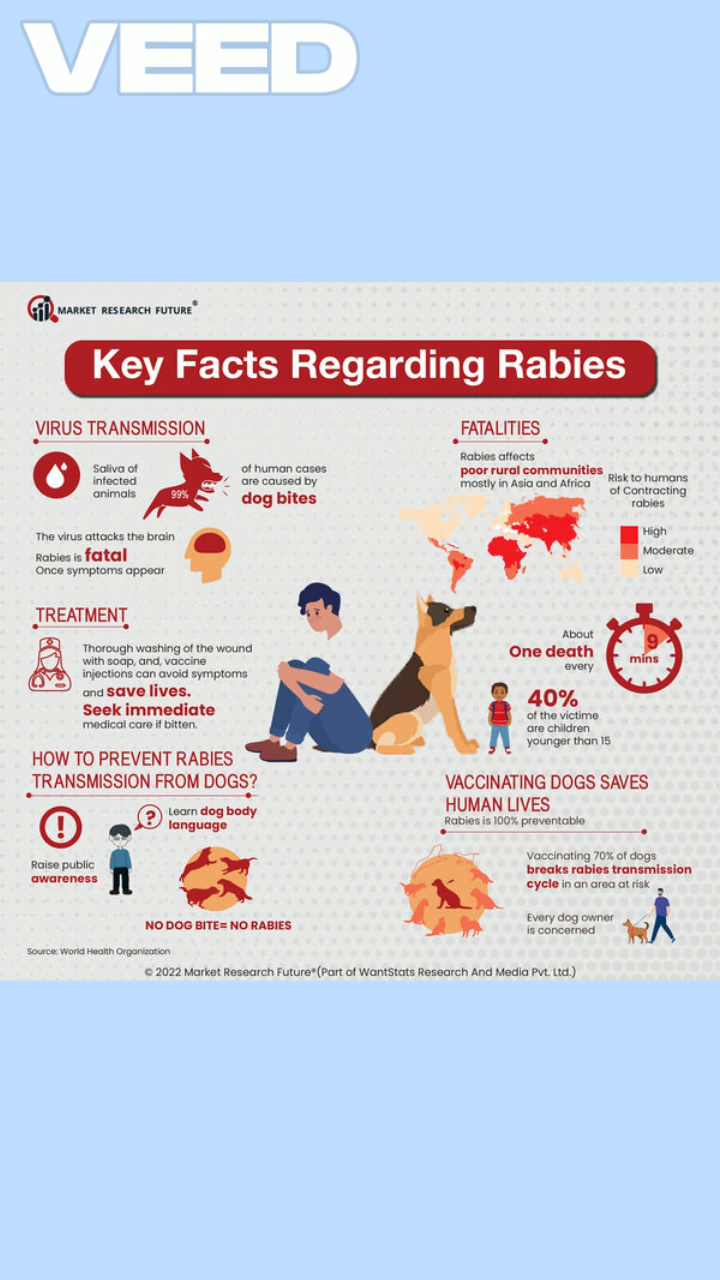 VEED
MARKET RESEARCH FUTURE®
Key Facts Regarding Rabies
VIRUS TRANSMISSION
Saliva of
infected
animals
99%
of human cases
are caused by
dog bites
The virus attacks the brain
Rabies is fatal
Once symptoms appear
FATALITIES
Rabies affects
poor rural communities
mostly in Asia and Africa
Risk to humans
of Contracting
rabies
High
Moderate
Low
TREATMENT
Thorough washing of the wound
with soap, and, vaccine
injections can avoid symptoms
and save lives.
Seek immediate
medical care if bitten.
About
One death
every
9
mins
40%
of the victime
are children
younger than 15
HOW TO PREVENT RABIES
TRANSMISSION FROM DOGS?
Raise public
awareness
?
Learn dog body
language
NO DOG BITE= NO RABIES
VACCINATING DOGS SAVES
HUMAN LIVES
Rabies is 100% preventable
Vaccinating 70% of dogs
breaks rabies transmission
cycle in an area at risk
Every dog owner
is concerned
Source: World Health Organization
© 2022 Market Research Future®(Part of WantStats Research And Media Pvt. Ltd.)